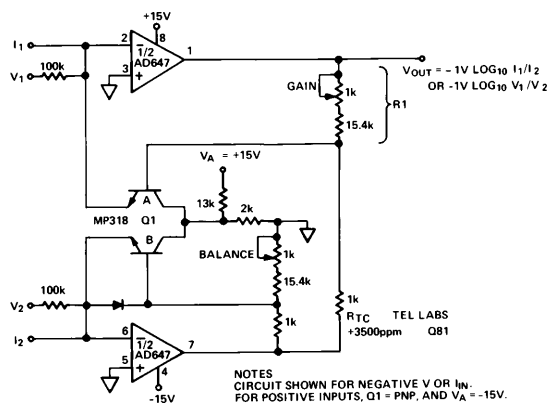 +15V
I1
V1
100k
2
3
8
1/2
AD647
1
VOUT = -1V LOG10 I1/I2
OR -1V LOG10 V1/V2
GAIN
1k
15.4k
R1
VA = +15V
13k
2k
A
MP318 Q1
B
BALANCE
1k
15.4k
1k
V2
100k
I2
6
5
1/2
AD647
7
4
-15V
1k
RTC
+3500ppm
TEL LABS
Q81
NOTES
CIRCUIT SHOWN FOR NEGATIVE V OR IIN.
FOR POSITIVE INPUTS, Q1 = PNP, AND VA = -15V.